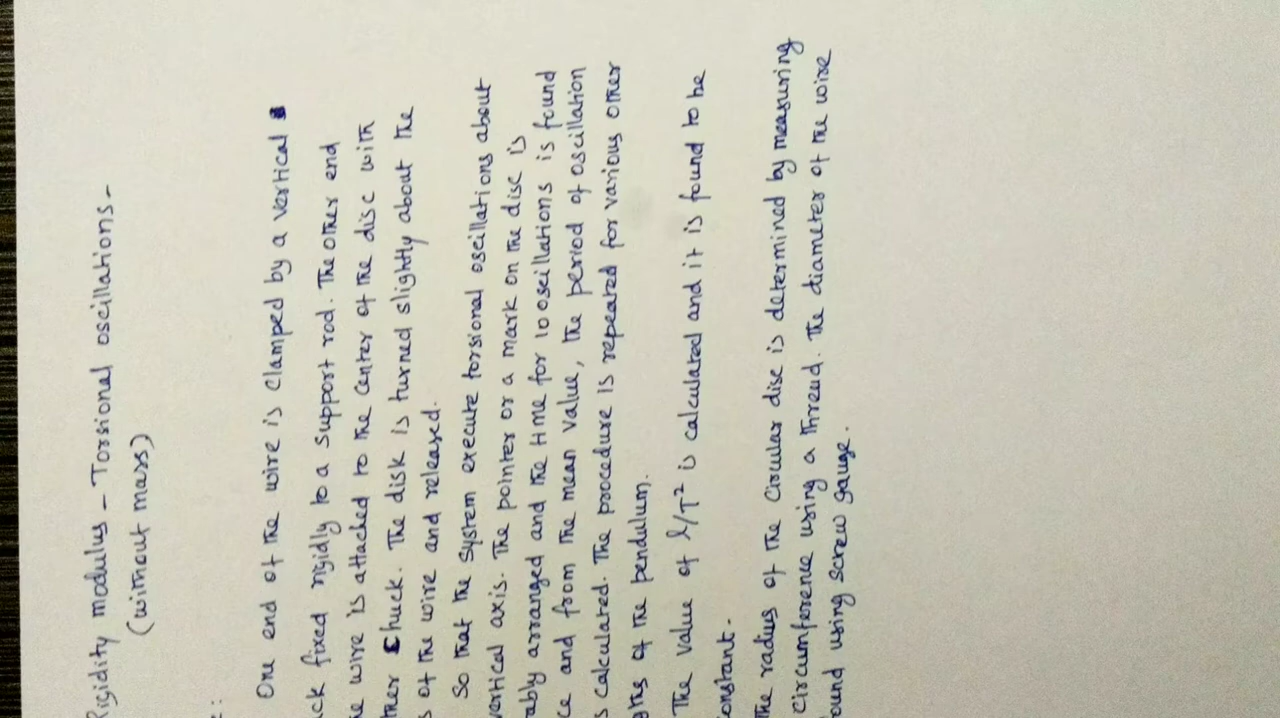 Rigidity modulus - Torsional oscillations-
(without mass)
:
One end of the wire is clamped by a vertical
ck fixed rigidly to a support rod. The other end
e wire is attached to the center of the disc with
ther chuck. The disk is turned slightly about the
s of the wire and released.
So that the system execute torsional oscillations about
vertical axis. The pointer or a mark on the disc is
ably arranged and the time for 10 oscillations is found
ce and from the mean value, the period of oscillation
s calculated. The procedure is repeated for various other
gths of the pendulum.
The value of l/T² is calculated and it is found to be
onstant.
The radius of the circular disc is determined by measuring
circumference using a thread. The diameter of the wire
ound using screw gauge.